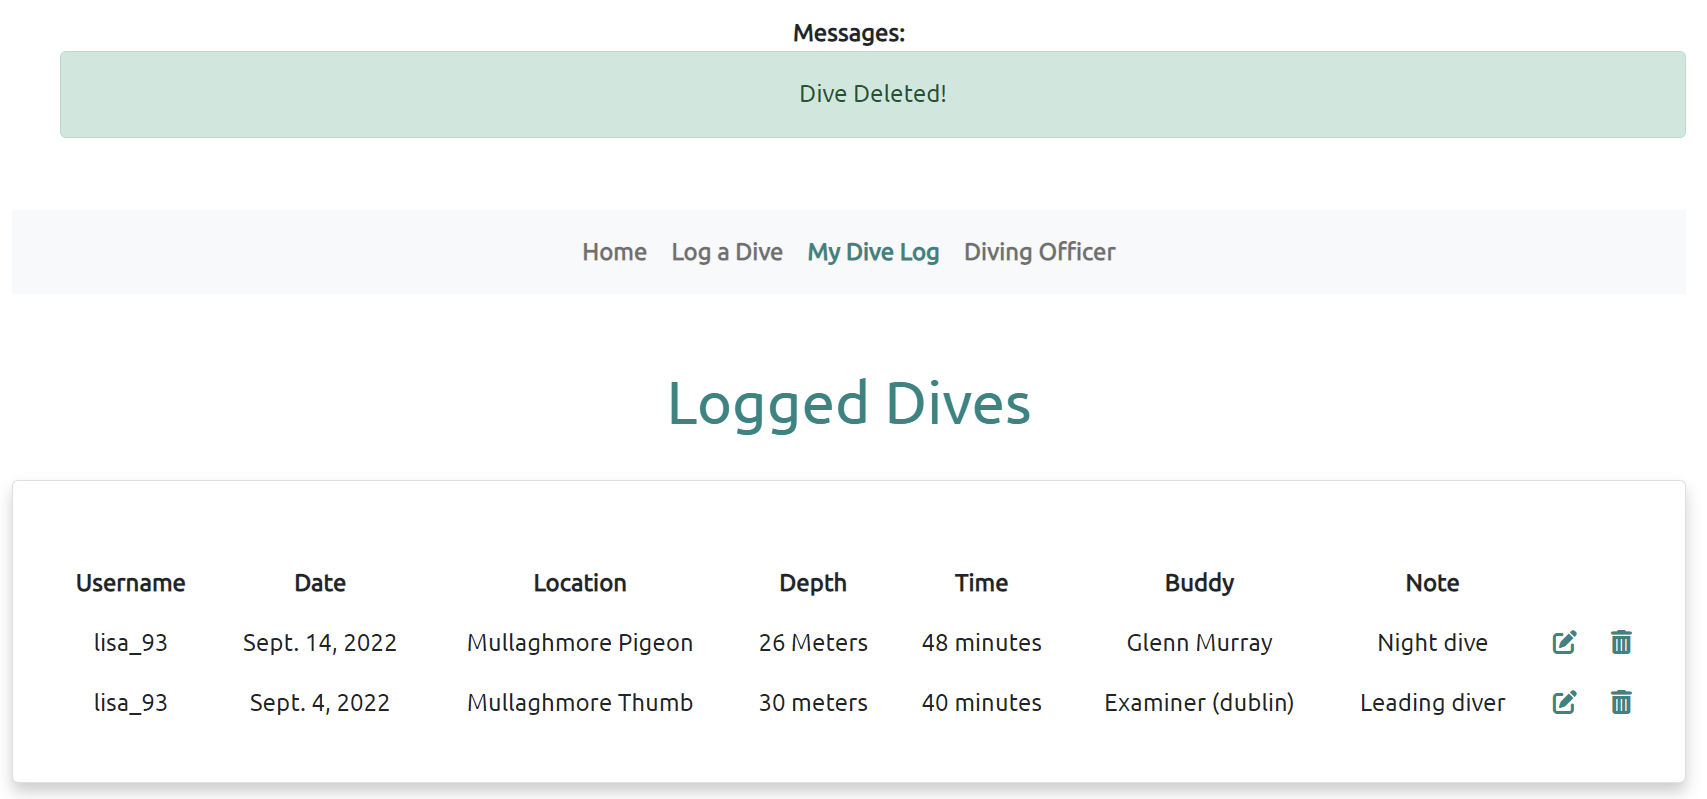 Messages:
Dive Deleted!
Home Log a Dive My Dive Log Diving Officer
Logged Dives
Username Date Location Depth Time Buddy Note
lisa_93 Sept. 14, 2022 Mullaghmore Pigeon 26 Meters 48 minutes Glenn Murray Night dive
lisa_93 Sept. 4, 2022 Mullaghmore Thumb 30 meters 40 minutes Examiner (dublin) Leading diver